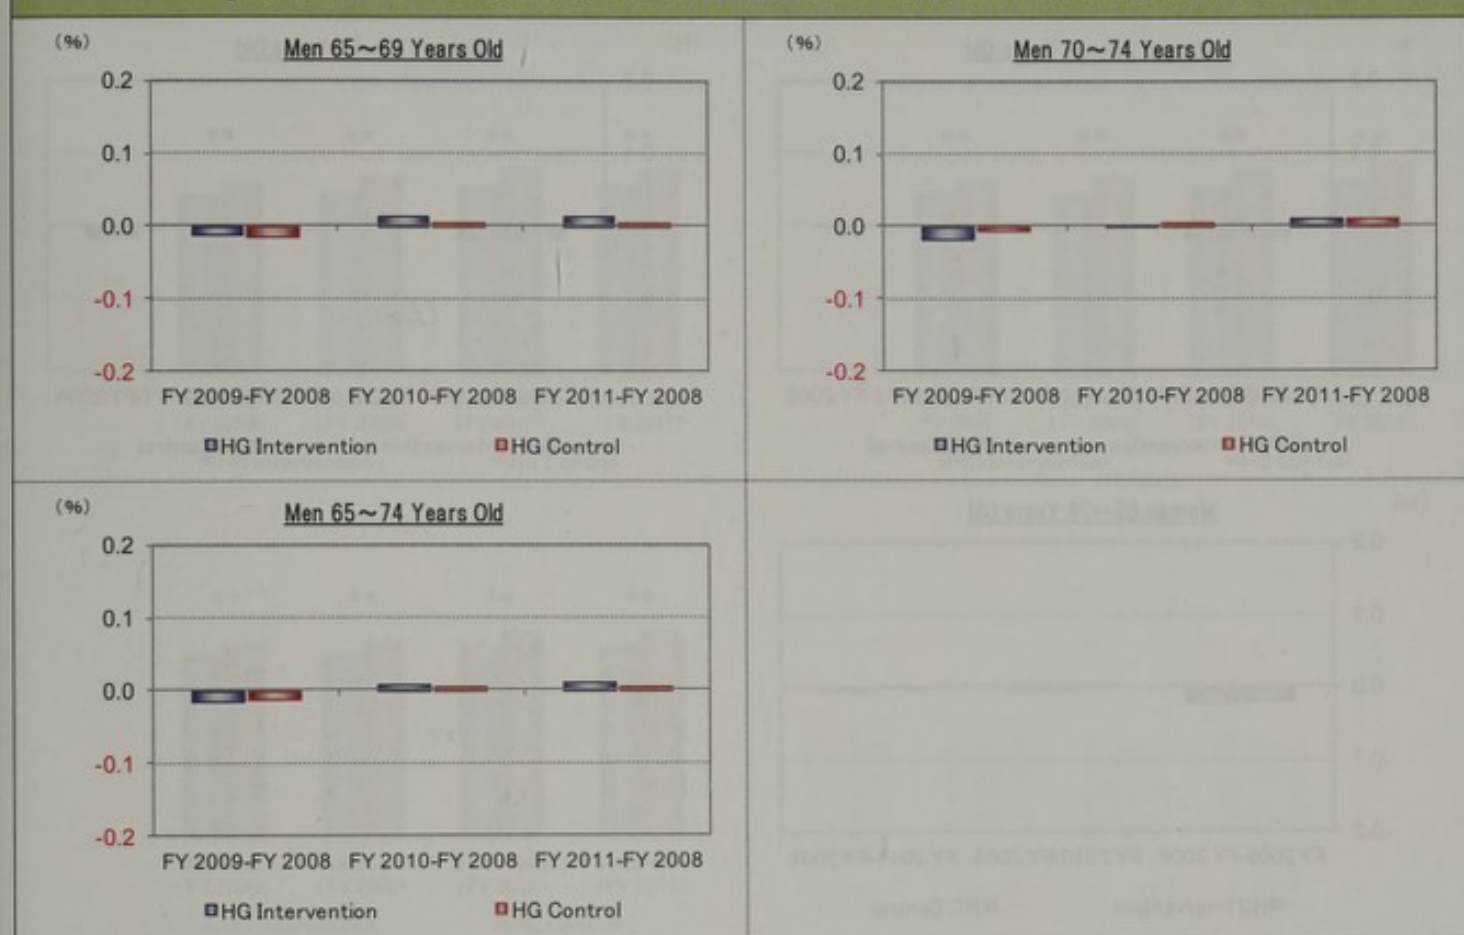 (%)
Men 65～69 Years Old
0.2
0.1
0.0
-0.1
-0.2
FY 2009-FY 2008 FY 2010-FY 2008 FY 2011-FY 2008
HG Intervention HG Control
(%)
Men 70～74 Years Old
0.2
0.1
0.0
-0.1
-0.2
FY 2009-FY 2008 FY 2010-FY 2008 FY 2011-FY 2008
HG Intervention HG Control
(%)
Men 65～74 Years Old
0.2
0.1
0.0
-0.1
-0.2
FY 2009-FY 2008 FY 2010-FY 2008 FY 2011-FY 2008
HG Intervention HG Control